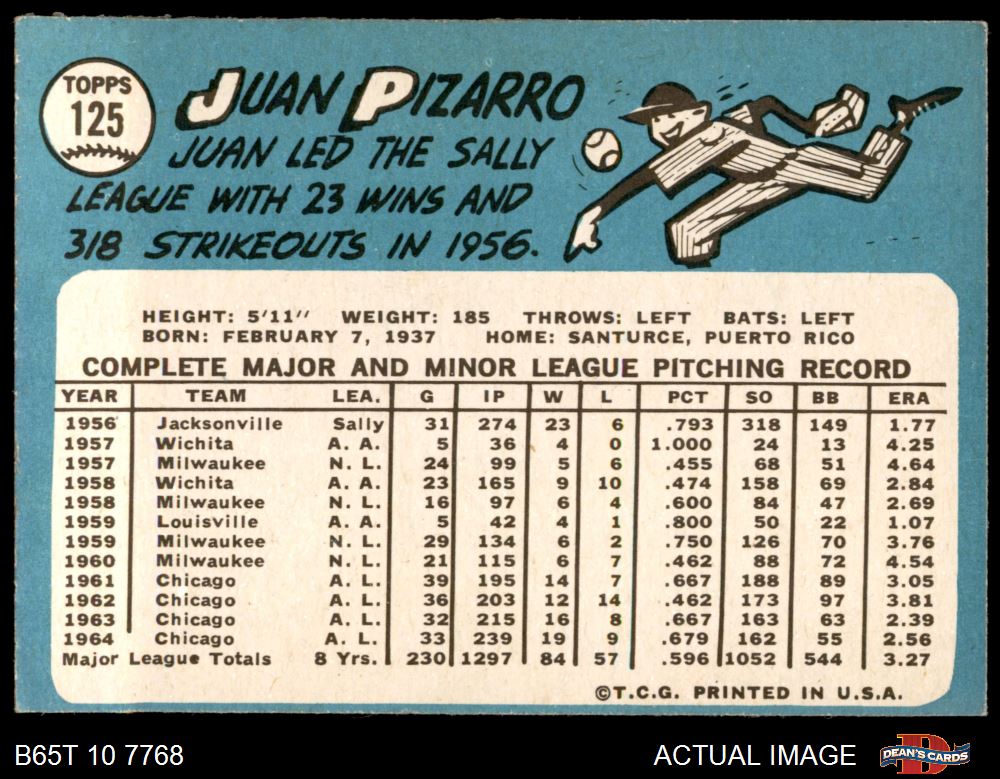 TOPPS
125
JUAN PIZARRO
JUAN LED THE SALLY
LEAGUE WITH 23 WINS AND
318 STRIKEOUTS IN 1956.
HEIGHT: 5'11" WEIGHT: 185 THROWS: LEFT BATS: LEFT
BORN: FEBRUARY 7, 1937 HOME: SANTURCE, PUERTO RICO
COMPLETE MAJOR AND MINOR LEAGUE PITCHING RECORD
YEAR TEAM LEA. G IP W L PCT SO BB ERA
1956 Jacksonville Sally 31 274 23 6 .793 318 149 1.77
1957 Wichita A. A. 5 36 4 0 1.000 24 13 4.25
1957 Milwaukee N. L. 24 99 5 6 .455 68 51 4.64
1958 Wichita A. A. 23 165 9 10 .474 158 69 2.84
1958 Milwaukee N. L. 16 97 6 4 .600 84 47 2.69
1959 Louisville A. A. 5 42 4 1 .800 50 22 1.07
1959 Milwaukee N. L. 29 134 6 2 .750 126 70 3.76
1960 Milwaukee N. L. 21 115 6 7 .462 88 72 4.54
1961 Chicago A. L. 39 195 14 7 .667 188 89 3.05
1962 Chicago A. L. 36 203 12 14 .462 173 97 3.81
1963 Chicago A. L. 32 215 16 8 .667 163 63 2.39
1964 Chicago A. L. 33 239 19 9 .679 162 55 2.56
Major League Totals 8 Yrs. 230 1297 84 57 .596 1052 544 3.27
©T.C.G. PRINTED IN U.S.A.
B65T 10 7768 ACTUAL IMAGE DEAN'S CARDS